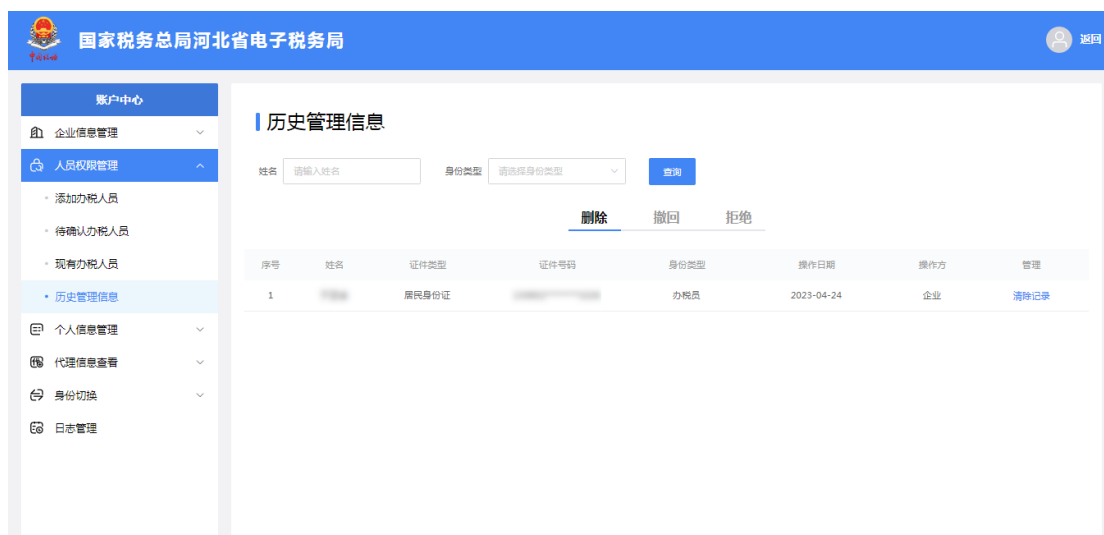 国家税务总局河北省电子税务局
返回
账户中心
企业信息管理
人员权限管理
添加办税人员
待确认办税人员
现有办税人员
历史管理信息
个人信息管理
代理信息查看
身份切换
日志管理
历史管理信息
姓名 请输入姓名 身份类型 请选择身份类型 查询
删除 撤回 拒绝
序号 姓名 证件类型 证件号码 身份类型 操作日期 操作方 管理
1 居民身份证 办税员 2023-04-24 企业 清除记录